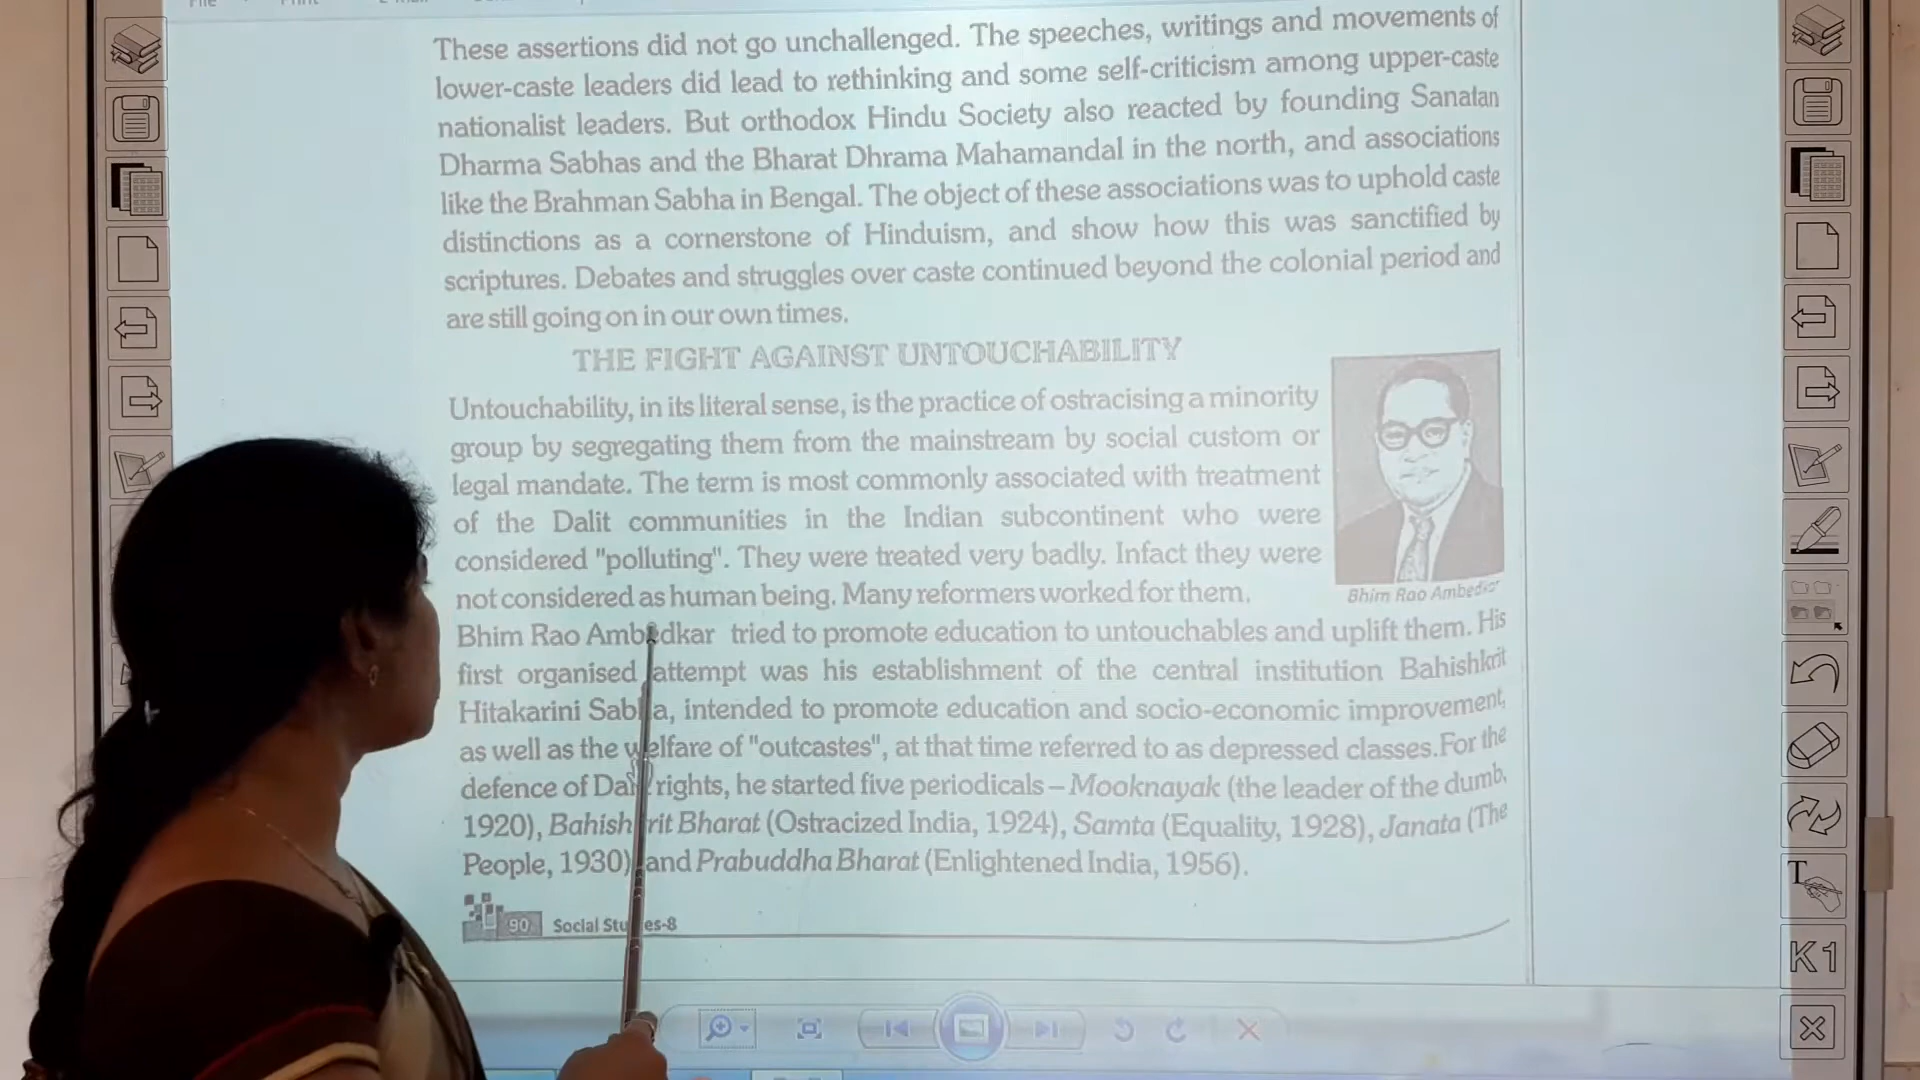 These assertions did not go unchallenged. The speeches, writings and movements of
lower-caste leaders did lead to rethinking and some self-criticism among upper-caste
nationalist leaders. But orthodox Hindu Society also reacted by founding Sanatan
Dharma Sabhas and the Bharat Dhrama Mahamandal in the north, and associations
like the Brahman Sabha in Bengal. The object of these associations was to uphold caste
distinctions as a cornerstone of Hinduism, and show how this was sanctified by
scriptures. Debates and struggles over caste continued beyond the colonial period and
are still going on in our own times.
THE FIGHT AGAINST UNTOUCHABILITY
Untouchability, in its literal sense, is the practice of ostracising a minority
group by segregating them from the mainstream by social custom or
legal mandate. The term is most commonly associated with treatment
of the Dalit communities in the Indian subcontinent who were
considered "polluting". They were treated very badly. Infact they were
not considered as human being. Many reformers worked for them.
Bhim Rao Ambedkar
Bhim Rao Ambedkar tried to promote education to untouchables and uplift them. His
first organised attempt was his establishment of the central institution Bahishkrit
Hitakarini Sabha, intended to promote education and socio-economic improvement,
as well as the welfare of "outcastes", at that time referred to as depressed classes. For the
defence of Dalit rights, he started five periodicals – Mooknayak (the leader of the dumb,
1920), Bahishkrit Bharat (Ostracized India, 1924), Samta (Equality, 1928), Janata (The
People, 1930) and Prabuddha Bharat (Enlightened India, 1956).
90 Social Studies-8
T
K1